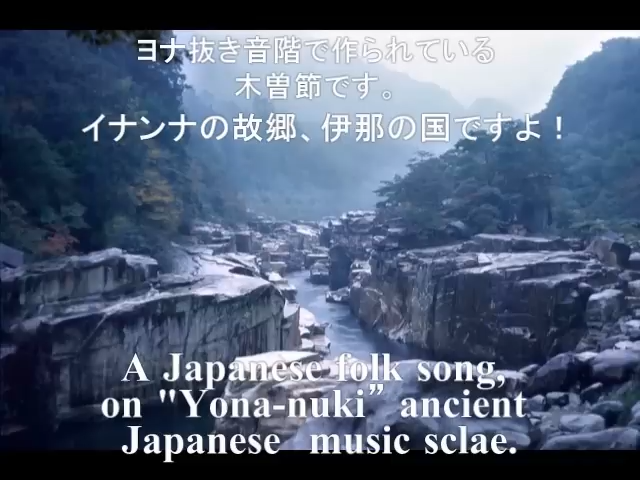 ヨナ抜き音階で作られている
木曽節です。
イナンナの故郷、伊那の国ですよ！
A Japanese folk song,
on "Yona-nuki” ancient
Japanese music sclae.